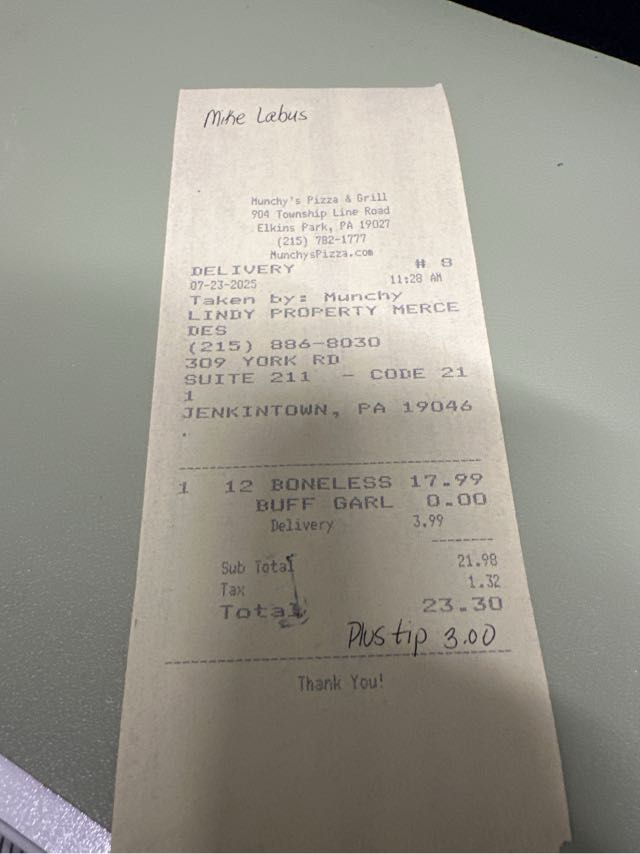 Mike Labus
Munchy's Pizza & Grill
904 Township Line Road
Elkins Park, PA 19027
(215) 782-1777
MunchysPizza.com
DELIVERY # 8
07-23-2025 11:28 AM
Taken by: Munchy
LINDY PROPERTY MERCE
DES
(215) 886-8030
309 YORK RD
SUITE 211 - CODE 21
1
JENKINTOWN, PA 19046
.
1 12 BONELESS 17.99
BUFF GARL 0.00
Delivery 3.99
Sub Total 21.98
Tax 1.32
Total 23.30
Plus tip 3.00
Thank You!